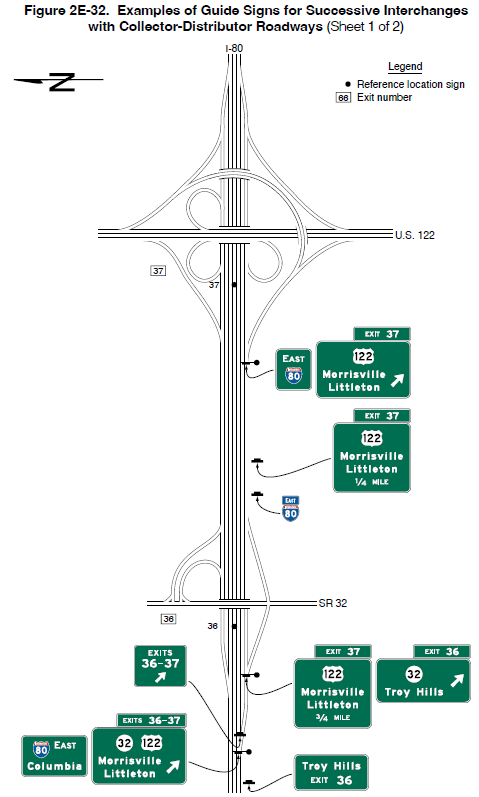 Figure 2E-32. Examples of Guide Signs for Successive Interchanges
with Collector-Distributor Roadways (Sheet 1 of 2)
I-80
N
Legend
Reference location sign
66 Exit number
U.S. 122
37
37
EXIT 37
EAST
80
122
Morrisville
Littleton
EXIT 37
122
Morrisville
Littleton
1/4 MILE
EAST
80
SR 32
36
36
EXITS
36-37
EXIT 37
122
Morrisville
Littleton
3/4 MILE
EXIT 36
32
Troy Hills
EXITS 36-37
80 EAST
Columbia
32 122
Morrisville
Littleton
Troy Hills
EXIT 36